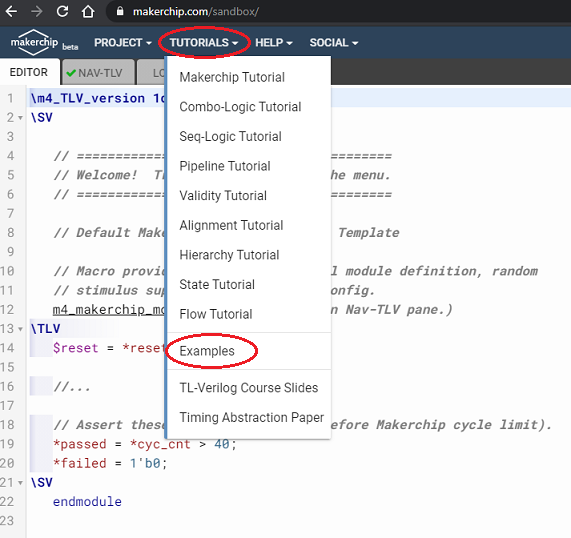 makerchip.com/sandbox/
makerchip beta PROJECT TUTORIALS HELP SOCIAL
EDITOR NAV-TLV LO
Makerchip Tutorial
Combo-Logic Tutorial
Seq-Logic Tutorial
Pipeline Tutorial
Validity Tutorial
Alignment Tutorial
Hierarchy Tutorial
State Tutorial
Flow Tutorial
Examples
TL-Verilog Course Slides
Timing Abstraction Paper
1 \m4_TLV_version 1
2 \SV
3
4 // =============
5 // Welcome! T he menu.
6 // =============
7
8 // Default Mak Template
9
10 // Macro provi l module definition, random
11 // stimulus sup onfig.
12 m4_makerchip_mo n Nav-TLV pane.)
13 \TLV
14 $reset = *rese
15
16 //...
17
18 // Assert these efore Makerchip cycle limit).
19 *passed = *cyc_cnt > 40;
20 *failed = 1'b0;
21 \SV
22 endmodule
23